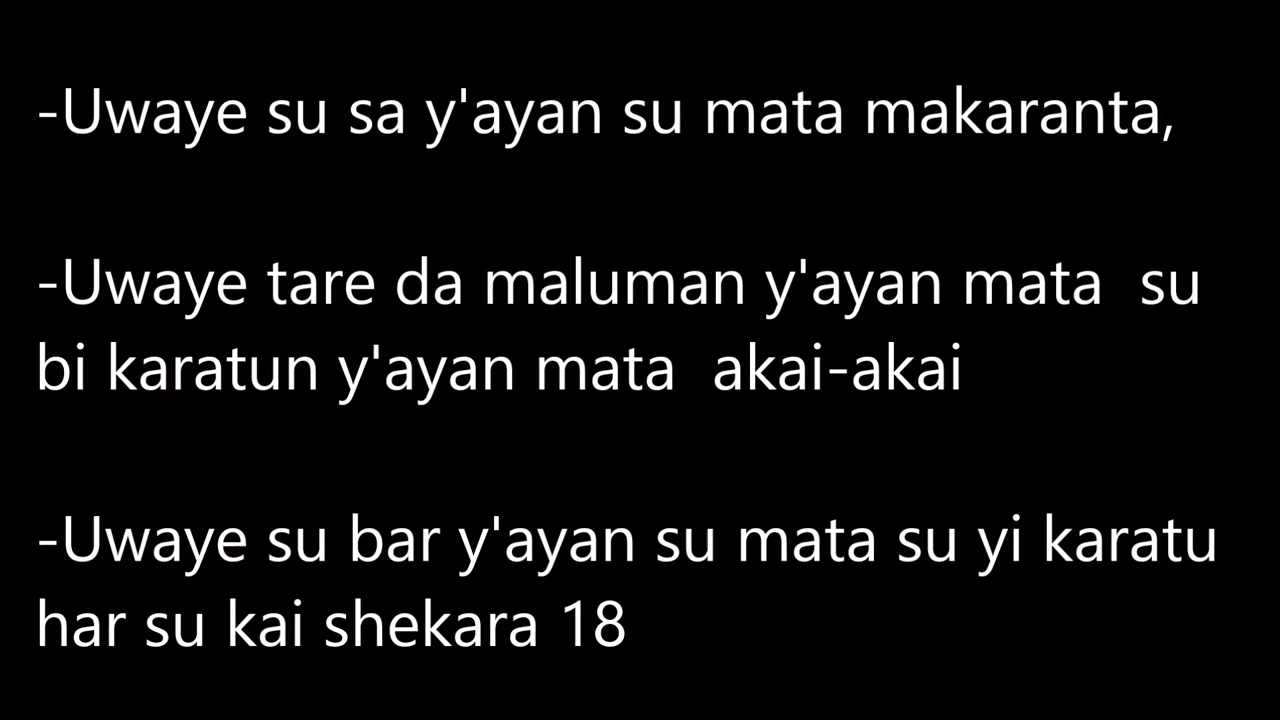 -Uwaye su sa y'ayan su mata makaranta,
-Uwaye tare da maluman y'ayan mata  su
bi karatun y'ayan mata  akai-akai
-Uwaye su bar y'ayan su mata su yi karatu
har su kai shekara 18